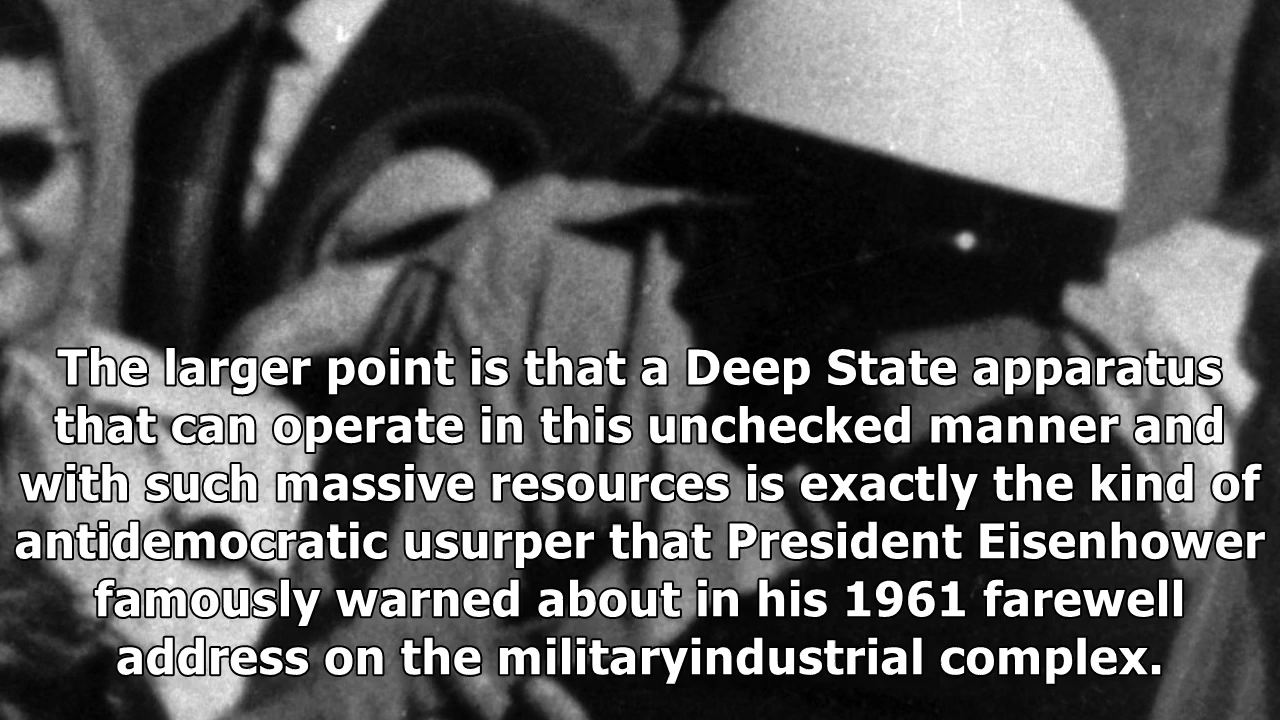 The larger point is that a Deep State apparatus
that can operate in this unchecked manner and
with such massive resources is exactly the kind of
antidemocratic usurper that President Eisenhower
famously warned about in his 1961 farewell
address on the militaryindustrial complex.